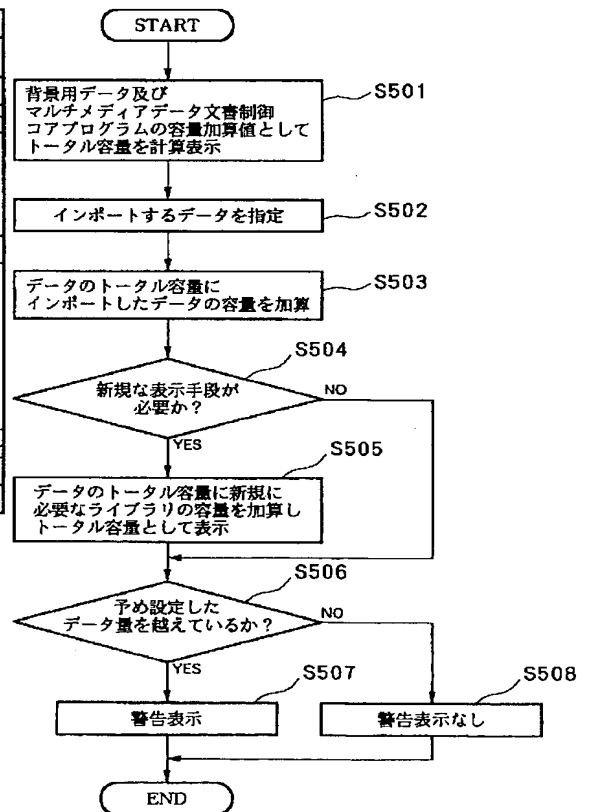 START
背景用データ及び
マルチメディアデータ文書制御
コアプログラムの容量加算値として
トータル容量を計算表示
S501
インポートするデータを指定
S502
データのトータル容量に
インポートしたデータの容量を加算
S503
S504
新規な表示手段が
必要か？
NO
YES
S505
データのトータル容量に新規に
必要なライブラリの容量を加算し
トータル容量として表示
S506
予め設定した
データ量を越えているか？
NO
YES
S507
警告表示
S508
警告表示なし
END